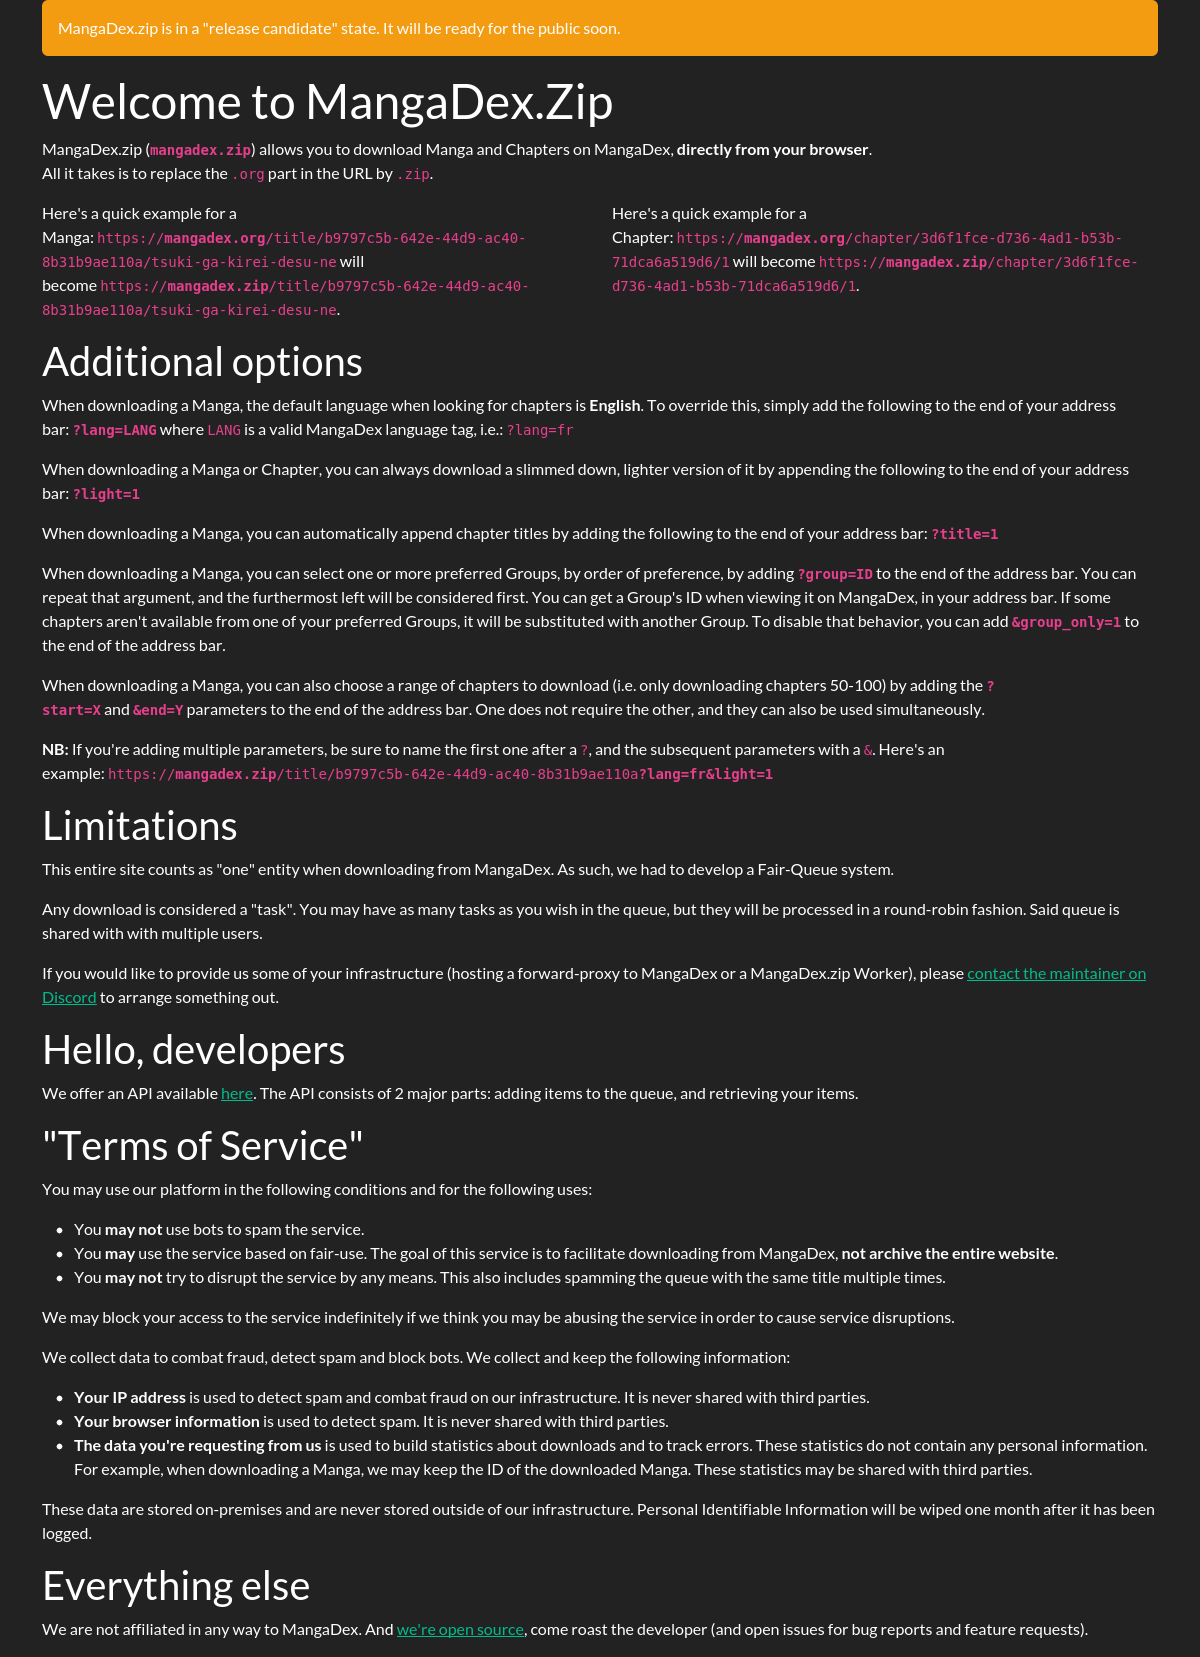 MangaDex.zip is in a "release candidate" state. It will be ready for the public soon.
Welcome to MangaDex.Zip
MangaDex.zip (mangadex.zip) allows you to download Manga and Chapters on MangaDex, directly from your browser.
All it takes is to replace the .org part in the URL by .zip.
Here's a quick example for a
Manga: https://mangadex.org/title/b9797c5b-642e-44d9-ac40-
8b31b9ae110a/tsuki-ga-kirei-desu-ne will
become https://mangadex.zip/title/b9797c5b-642e-44d9-ac40-
8b31b9ae110a/tsuki-ga-kirei-desu-ne.
Here's a quick example for a
Chapter: https://mangadex.org/chapter/3d6f1fce-d736-4ad1-b53b-
71dca6a519d6/1 will become https://mangadex.zip/chapter/3d6f1fce-
d736-4ad1-b53b-71dca6a519d6/1.
Additional options
When downloading a Manga, the default language when looking for chapters is English. To override this, simply add the following to the end of your address
bar: ?lang=LANG where LANG is a valid MangaDex language tag, i.e.: ?lang=fr
When downloading a Manga or Chapter, you can always download a slimmed down, lighter version of it by appending the following to the end of your address
bar: ?light=1
When downloading a Manga, you can automatically append chapter titles by adding the following to the end of your address bar: ?title=1
When downloading a Manga, you can select one or more preferred Groups, by order of preference, by adding ?group=ID to the end of the address bar. You can
repeat that argument, and the furthermost left will be considered first. You can get a Group's ID when viewing it on MangaDex, in your address bar. If some
chapters aren't available from one of your preferred Groups, it will be substituted with another Group. To disable that behavior, you can add &group_only=1 to
the end of the address bar.
When downloading a Manga, you can also choose a range of chapters to download (i.e. only downloading chapters 50-100) by adding the ?
start=X and &end=Y parameters to the end of the address bar. One does not require the other, and they can also be used simultaneously.
NB: If you're adding multiple parameters, be sure to name the first one after a ?, and the subsequent parameters with a &. Here's an
example: https://mangadex.zip/title/b9797c5b-642e-44d9-ac40-8b31b9ae110a?lang=fr&light=1
Limitations
This entire site counts as "one" entity when downloading from MangaDex. As such, we had to develop a Fair-Queue system.
Any download is considered a "task". You may have as many tasks as you wish in the queue, but they will be processed in a round-robin fashion. Said queue is
shared with with multiple users.
If you would like to provide us some of your infrastructure (hosting a forward-proxy to MangaDex or a MangaDex.zip Worker), please contact the maintainer on
Discord to arrange something out.
Hello, developers
We offer an API available here. The API consists of 2 major parts: adding items to the queue, and retrieving your items.
"Terms of Service"
You may use our platform in the following conditions and for the following uses:
• You may not use bots to spam the service.
• You may use the service based on fair-use. The goal of this service is to facilitate downloading from MangaDex, not archive the entire website.
• You may not try to disrupt the service by any means. This also includes spamming the queue with the same title multiple times.
We may block your access to the service indefinitely if we think you may be abusing the service in order to cause service disruptions.
We collect data to combat fraud, detect spam and block bots. We collect and keep the following information:
• Your IP address is used to detect spam and combat fraud on our infrastructure. It is never shared with third parties.
• Your browser information is used to detect spam. It is never shared with third parties.
• The data you're requesting from us is used to build statistics about downloads and to track errors. These statistics do not contain any personal information.
For example, when downloading a Manga, we may keep the ID of the downloaded Manga. These statistics may be shared with third parties.
These data are stored on-premises and are never stored outside of our infrastructure. Personal Identifiable Information will be wiped one month after it has been
logged.
Everything else
We are not affiliated in any way to MangaDex. And we're open source, come roast the developer (and open issues for bug reports and feature requests).